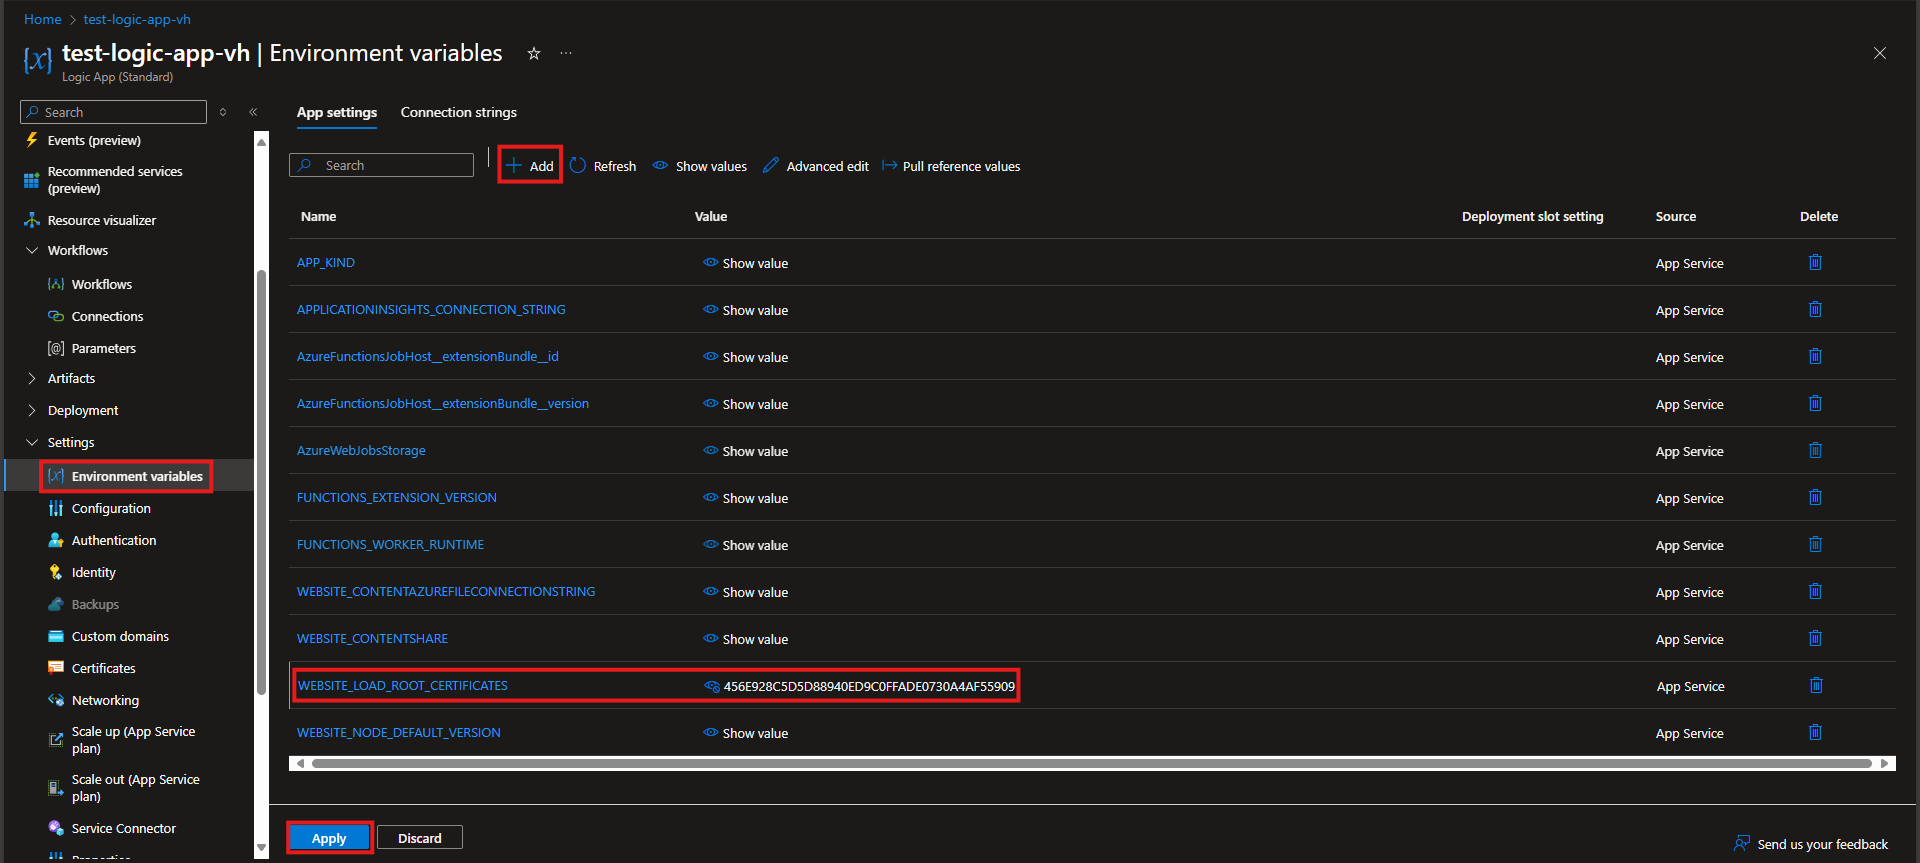 Home > test-logic-app-vh
test-logic-app-vh | Environment variables
Logic App (Standard)
Search
Events (preview)
Recommended services
(preview)
Resource visualizer
Workflows
Workflows
Connections
Parameters
Artifacts
Deployment
Settings
Environment variables
Configuration
Authentication
Identity
Backups
Custom domains
Certificates
Networking
Scale up (App Service
plan)
Scale out (App Service
plan)
Service Connector
Properties
App settings Connection strings
Search Add Refresh Show values Advanced edit Pull reference values
Name Value Deployment slot setting Source Delete
APP_KIND Show value App Service
APPLICATIONINSIGHTS_CONNECTION_STRING Show value App Service
AzureFunctionsJobHost__extensionBundle__id Show value App Service
AzureFunctionsJobHost__extensionBundle__version Show value App Service
AzureWebJobsStorage Show value App Service
FUNCTIONS_EXTENSION_VERSION Show value App Service
FUNCTIONS_WORKER_RUNTIME Show value App Service
WEBSITE_CONTENTAZUREFILECONNECTIONSTRING Show value App Service
WEBSITE_CONTENTSHARE Show value App Service
WEBSITE_LOAD_ROOT_CERTIFICATES 456E928C5D5D88940ED9C0FFADE0730A4AF55909 App Service
WEBSITE_NODE_DEFAULT_VERSION Show value App Service
Apply Discard
Send us your feedback